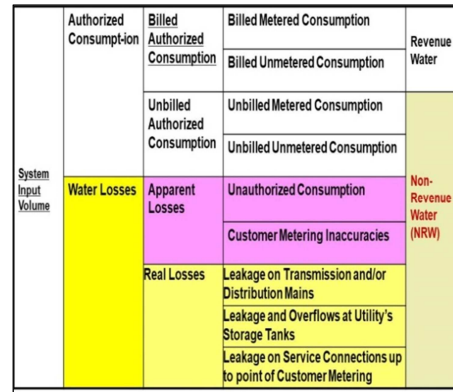 Authorized
Consumpt-ion
Billed
Authorized
Consumption
Billed Metered Consumption
Billed Unmetered Consumption
Revenue
Water
Unbilled
Authorized
Consumption
Unbilled Metered Consumption
Unbilled Unmetered Consumption
System
Input
Volume
Water Losses
Apparent
Losses
Unauthorized Consumption
Customer Metering Inaccuracies
Non-
Revenue
Water
(NRW)
Real Losses
Leakage on Transmission and/or
Distribution Mains
Leakage and Overflows at Utility's
Storage Tanks
Leakage on Service Connections up
to point of Customer Metering